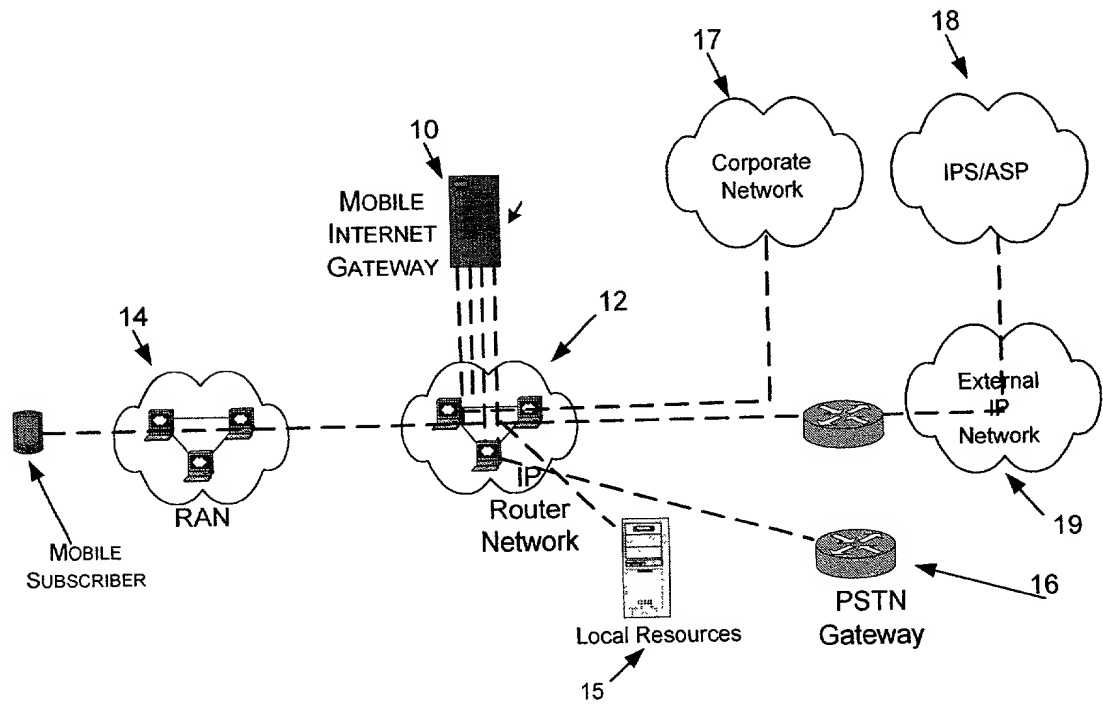 18
17
10
Corporate
Network
IPS/ASP
MOBILE
INTERNET
GATEWAY
14
12
External
IP
Network
IP
Router
Network
RAN
MOBILE
SUBSCRIBER
19
16
PSTN
Gateway
Local Resources
15